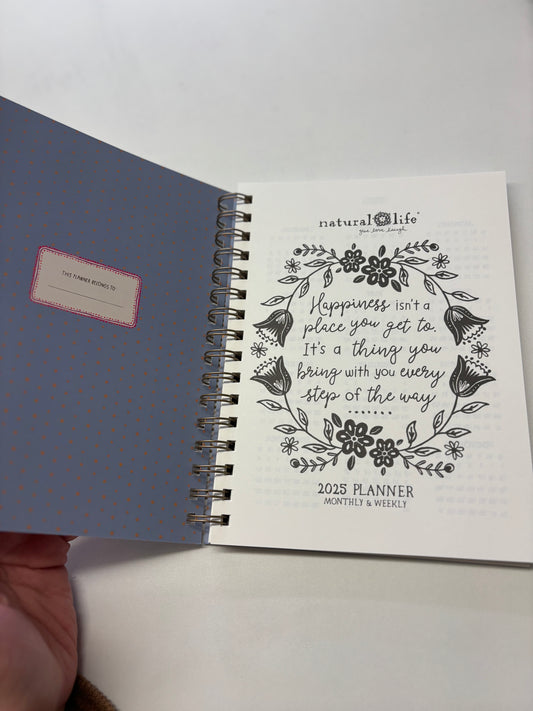 THIS PLANNER BELONGS TO:
natural life
give love laugh
Happiness isn't a
place you get to.
It's a thing you
bring with you every
step of the way
2025 PLANNER
MONTHLY & WEEKLY